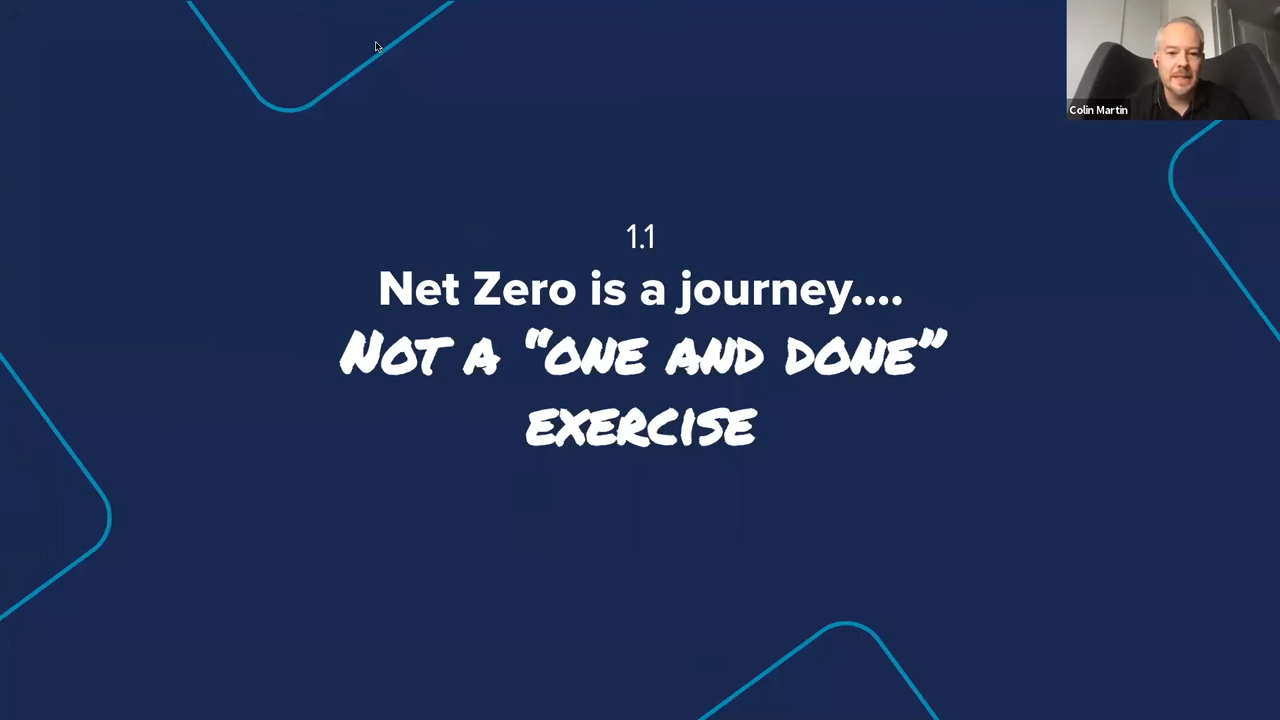 Colin Martin
1.1
Net Zero is a journey....
NOT A “ONE AND DONE”
EXERCISE